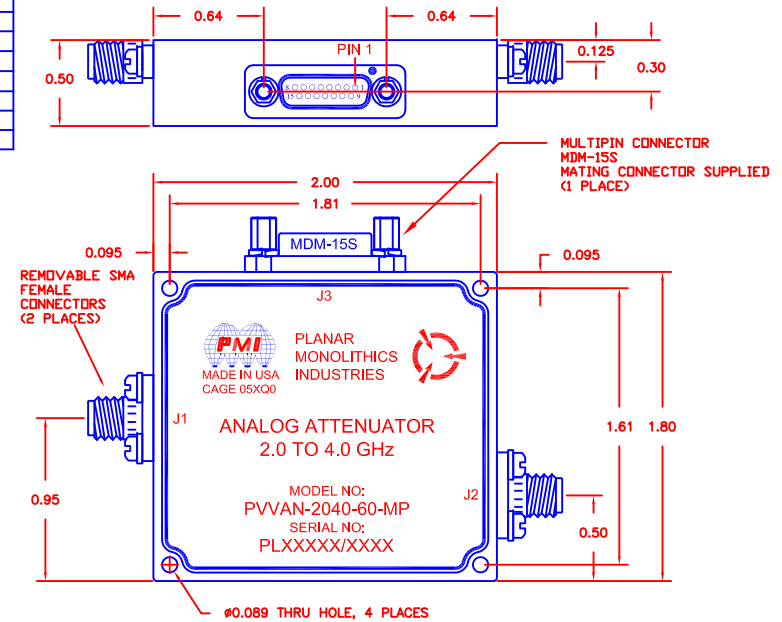 0.64
0.64
PIN 1
0.50
0.125
0.30
8
1
15
9
MULTIPIN CONNECTOR
MDM-15S
MATING CONNECTOR SUPPLIED
(1 PLACE)
2.00
1.81
0.095
MDM-15S
0.095
REMOVABLE SMA
FEMALE
CONNECTORS
(2 PLACES)
J3
PMI
MADE IN USA
CAGE 05XQ0
PLANAR
MONOLITHICS
INDUSTRIES
J1
ANALOG ATTENUATOR
2.0 TO 4.0 GHz
1.61
1.80
0.95
MODEL NO:
PVVAN-2040-60-MP
SERIAL NO:
PLXXXXX/XXXX
J2
0.50
ø0.089 THRU HOLE, 4 PLACES